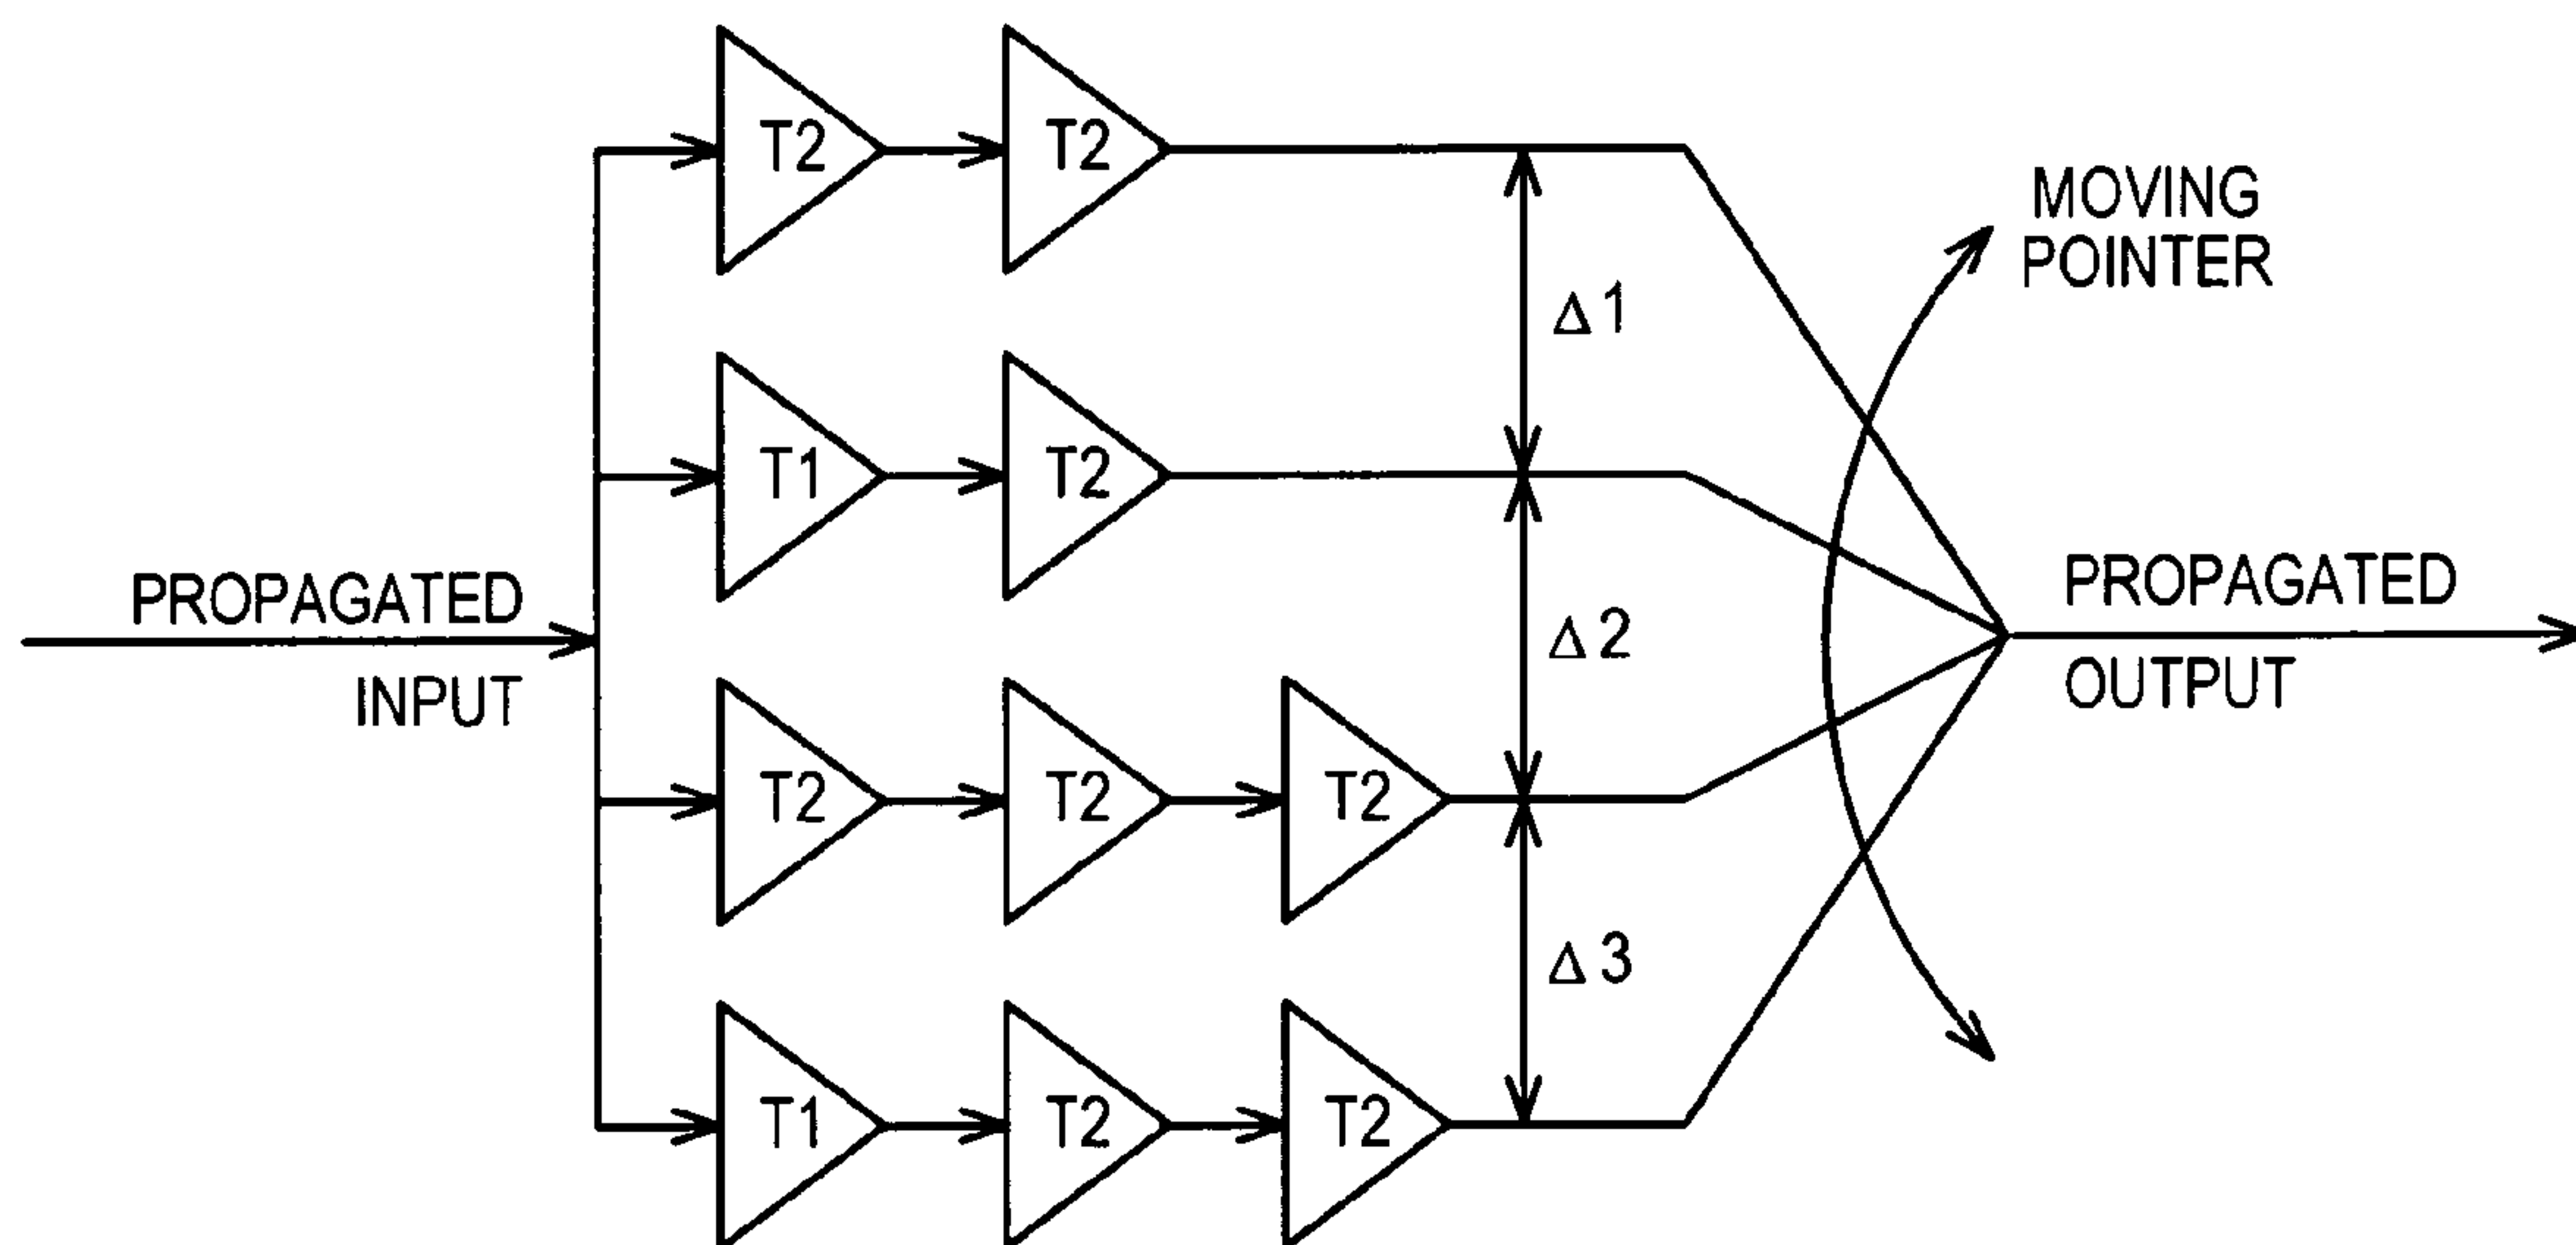 T2 T2
MOVING
POINTER
Δ1
T1 T2
PROPAGATED
INPUT
PROPAGATED
OUTPUT
Δ2
T2 T2 T2
Δ3
T1 T2 T2